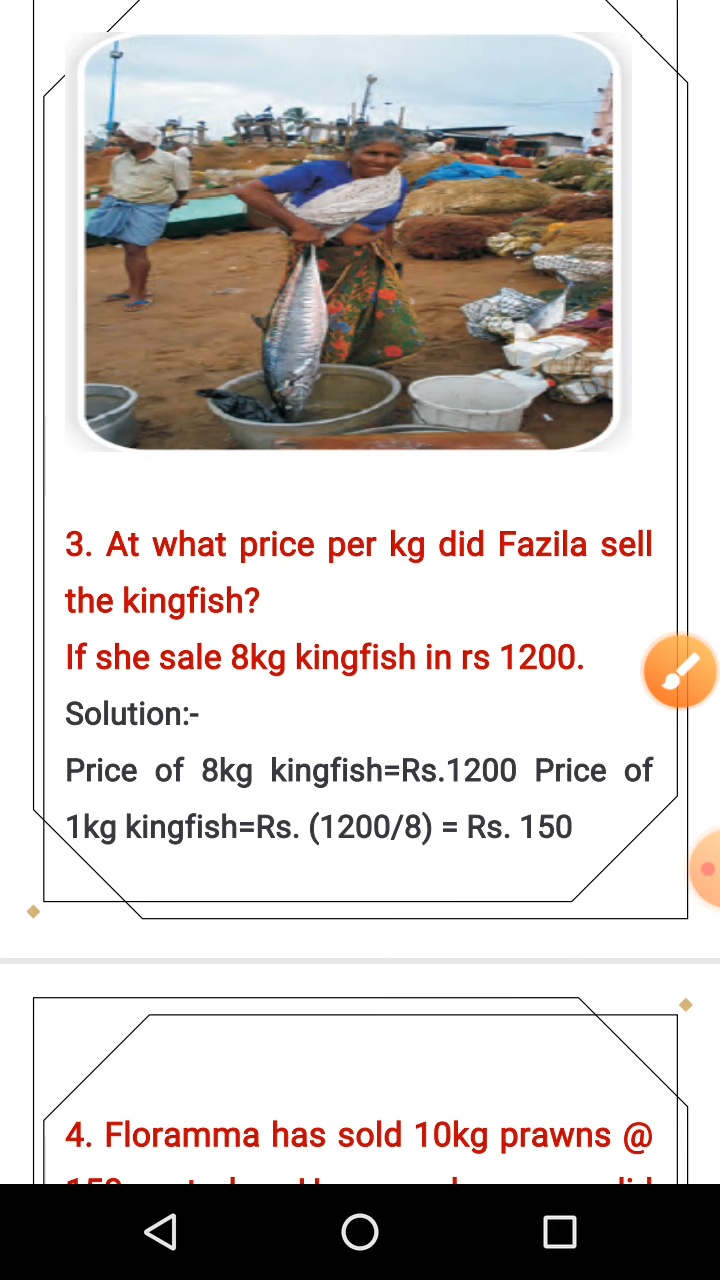 3. At what price per kg did Fazila sell
the kingfish?
If she sale 8kg kingfish in rs 1200.
Solution:-
Price of 8kg kingfish=Rs.1200 Price of
1kg kingfish=Rs. (1200/8) = Rs. 150
4. Floramma has sold 10kg prawns @